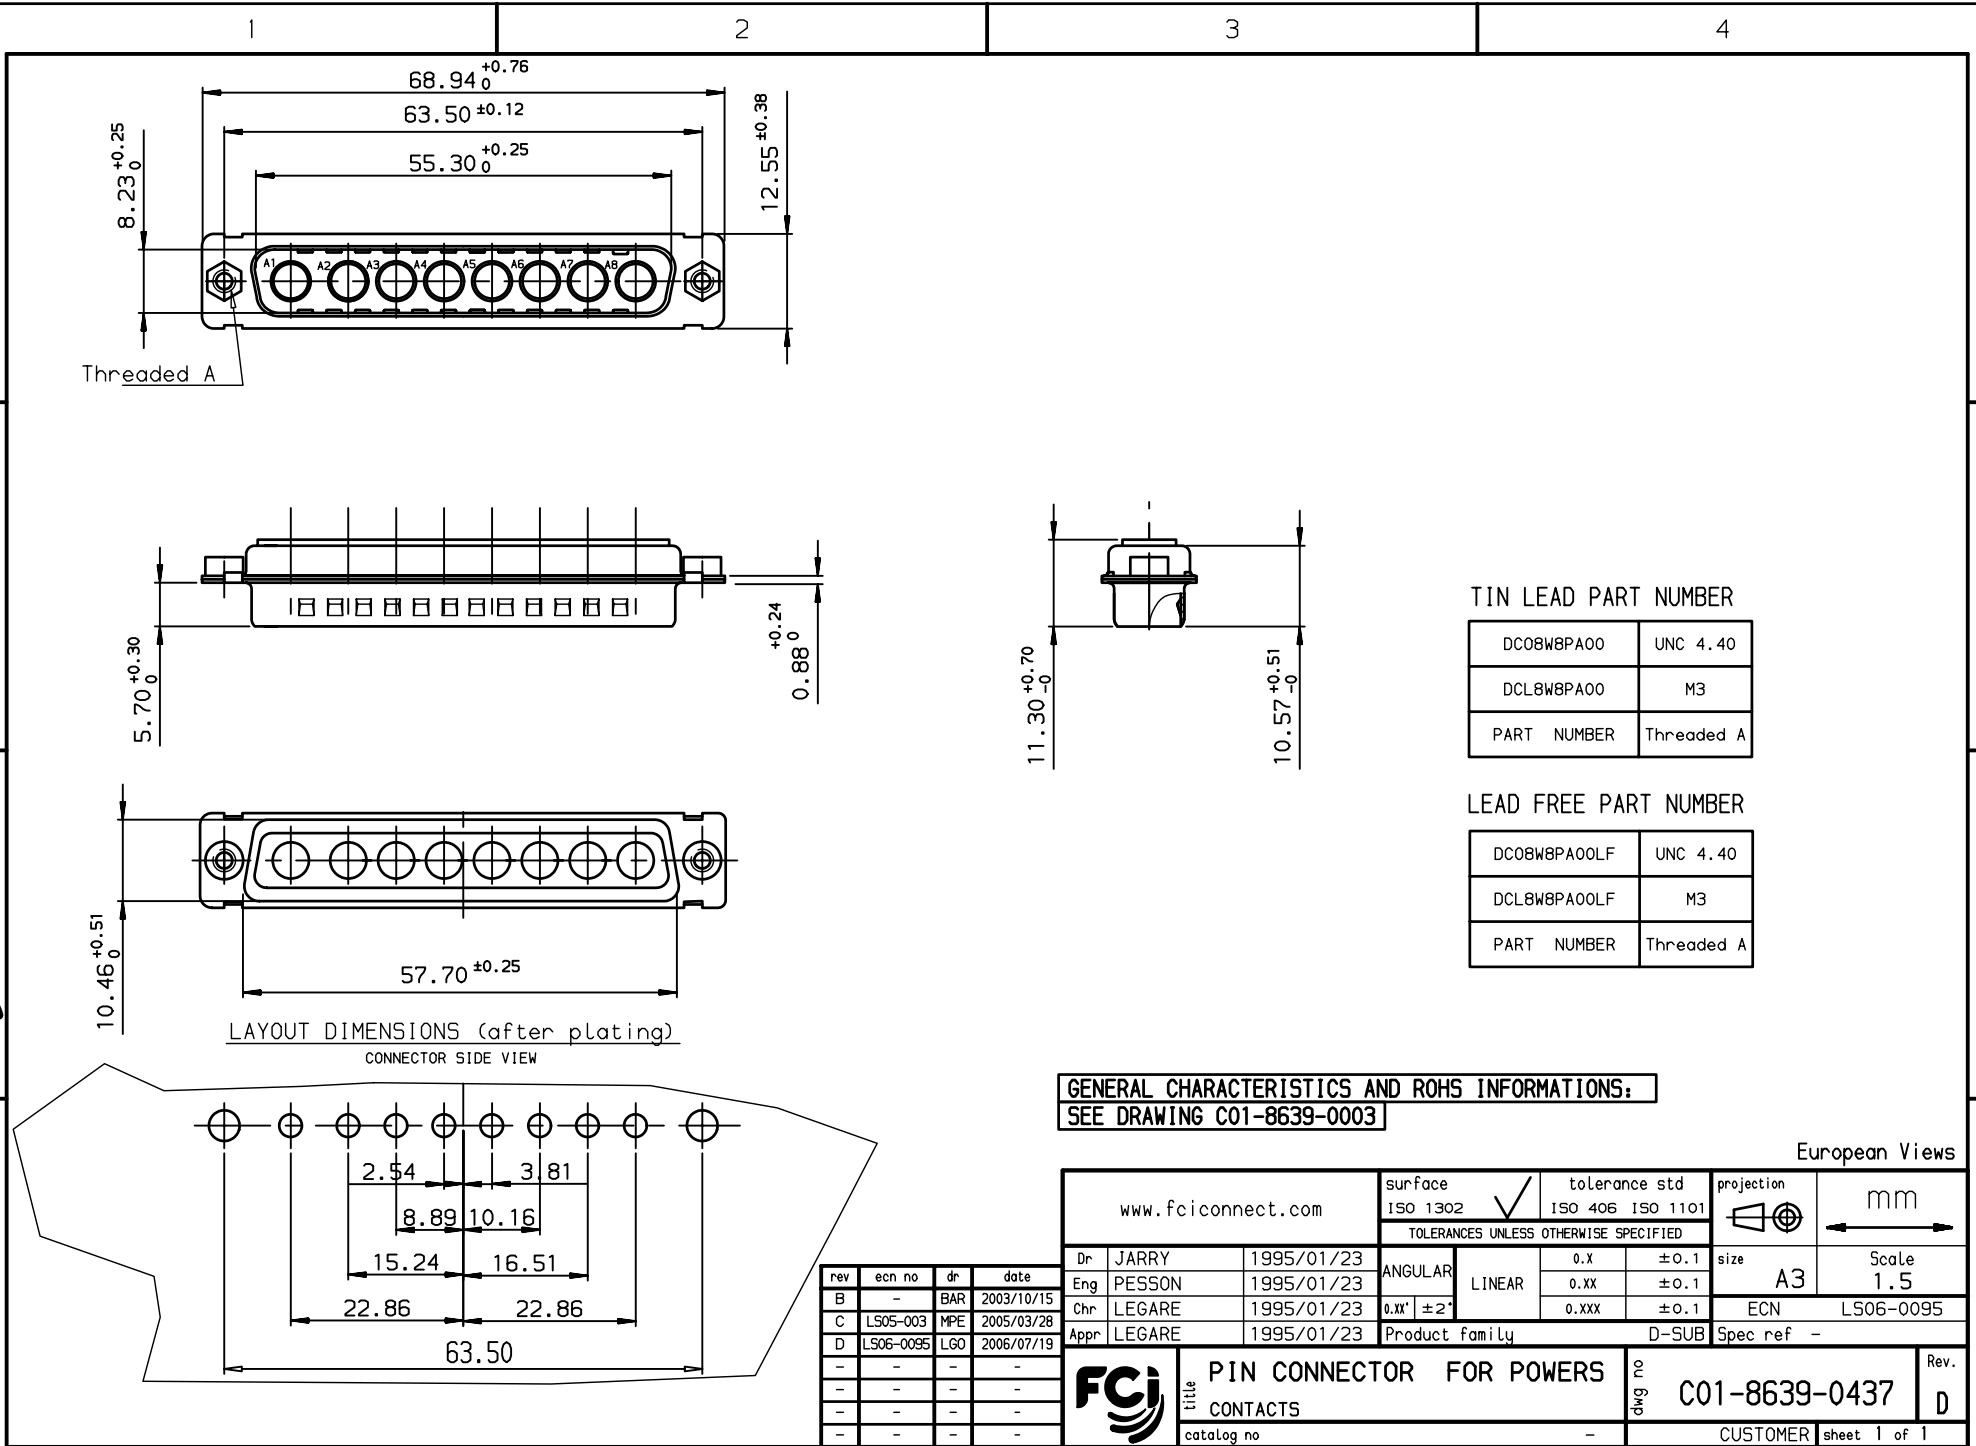 1 2 3 4
68.94 +0.76 0
63.50 ±0.12
55.30 +0.25 0
8.23 +0.25 0
12.55 ±0.38
A1 A2 A3 A4 A5 A6 A7 A8
Threaded A
5.70 +0.30 0
0.88 +0.24 0
11.30 +0.70 -0
10.57 +0.51 -0
TIN LEAD PART NUMBER
DC08W8PA00 UNC 4.40
DCL8W8PA00 M3
PART NUMBER Threaded A
LEAD FREE PART NUMBER
DC08W8PA00LF UNC 4.40
DCL8W8PA00LF M3
PART NUMBER Threaded A
10.46 +0.51 0
57.70 ±0.25
LAYOUT DIMENSIONS (after plating)
CONNECTOR SIDE VIEW
2.54 3.81
8.89 10.16
15.24 16.51
22.86 22.86
63.50
GENERAL CHARACTERISTICS AND ROHS INFORMATIONS:
SEE DRAWING C01-8639-0003
European Views
rev ecn no dr date
B - BAR 2003/10/15
C LS05-003 MPE 2005/03/28
D LS06-0095 LGO 2006/07/19
- - - -
- - - -
- - - -
- - - -
www.fciconnect.com
surface
ISO 1302
tolerance std
ISO 406 ISO 1101
projection
mm
TOLERANCES UNLESS OTHERWISE SPECIFIED
Dr JARRY 1995/01/23
Eng PESSON 1995/01/23
Chr LEGARE 1995/01/23
Appr LEGARE 1995/01/23
ANGULAR
0.XX° ±2°
LINEAR
0.X ±0.1
0.XX ±0.1
0.XXX ±0.1
size A3
Scale
1.5
ECN LS06-0095
Product family D-SUB
Spec ref -
FCi
title
PIN CONNECTOR FOR POWERS
CONTACTS
dwg no
C01-8639-0437
Rev.
D
catalog no -
CUSTOMER
sheet 1 of 1